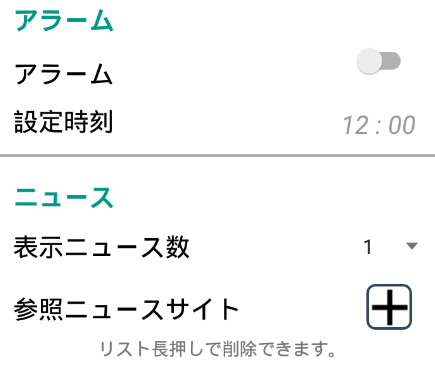 アラーム
アラーム
設定時刻 12 : 00
ニュース
表示ニュース数 1
参照ニュースサイト
リスト長押しで削除できます。